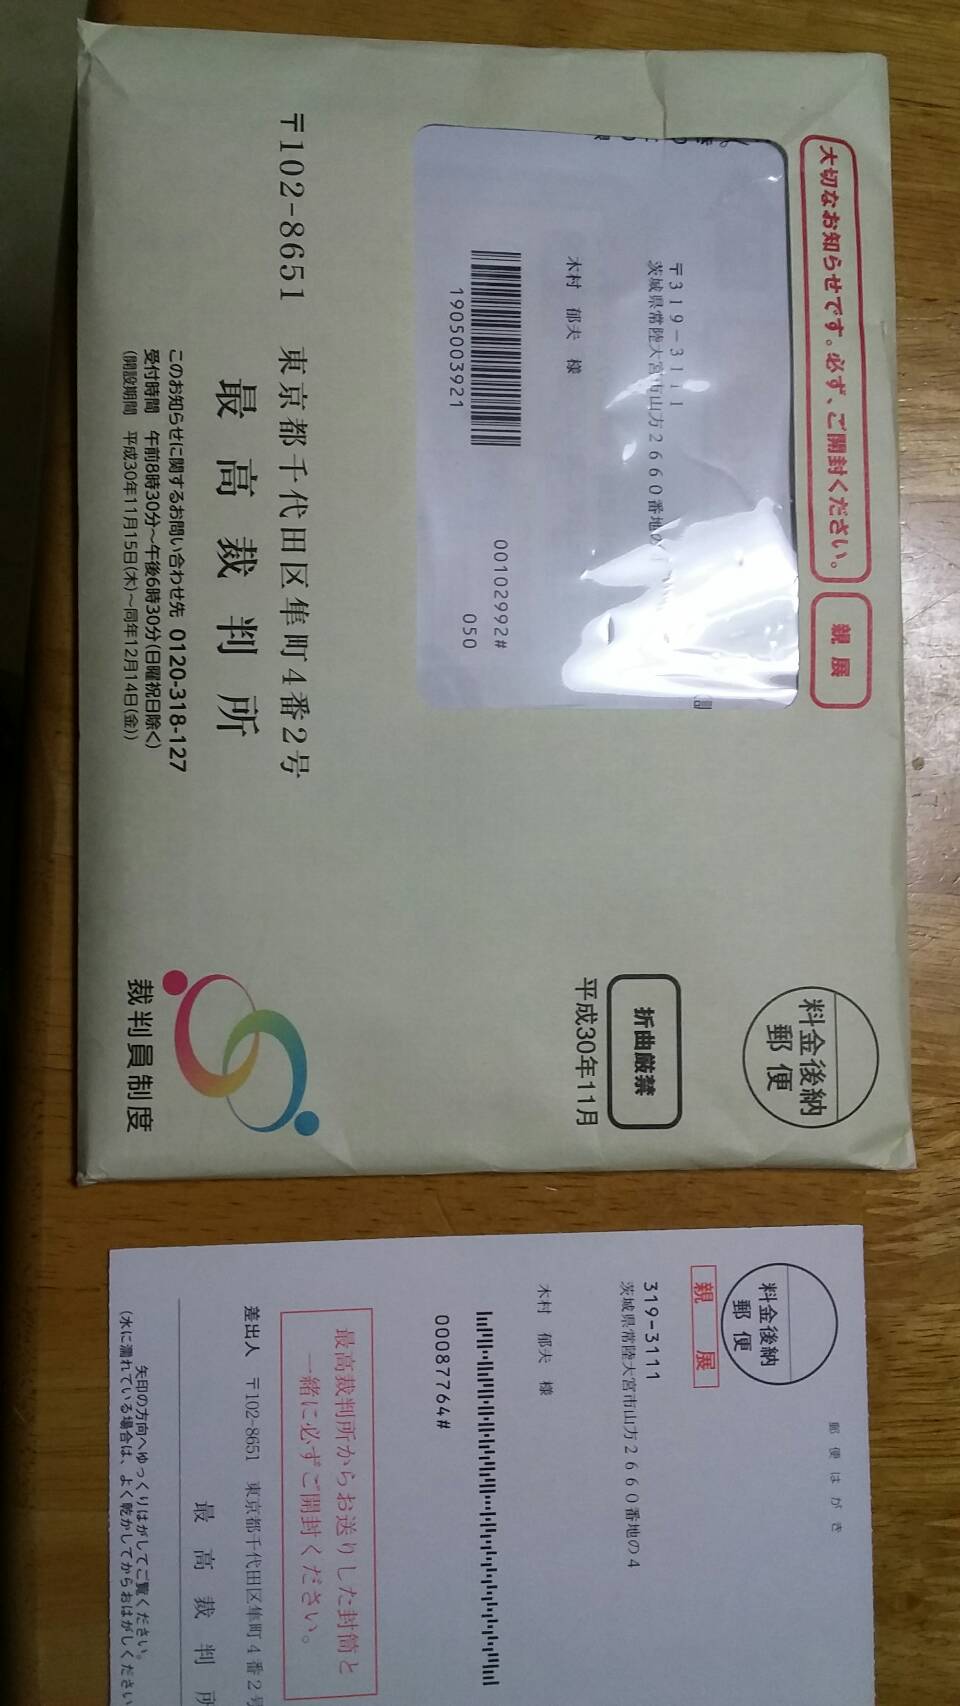 大切なお知らせです。必ず、ご開封ください。
親展
料金後納
郵便
〒319-3111
茨城県常陸大宮市山方2660番地の
木村 郁夫 様
00102992#
050
1905003921
折曲厳禁
平成30年11月
〒102-8651 東京都千代田区隼町4番2号
最高裁判所
このお知らせに関するお問い合わせ先 0120-318-127
受付時間 午前8時30分～午後6時30分(日曜祝日除く)
(開設期間 平成30年11月15日(木)～同年12月14日(金))
裁判員制度
郵便はがき
料金後納
郵便
親展
319-3111
茨城県常陸大宮市山方2660番地の4
木村 郁夫 様
00087764#
最高裁判所からお送りした封筒と
一緒に必ずご開封ください。
差出人 〒102-8651 東京都千代田区隼町4番2号
最高裁判所
矢印の方向へゆっくりはがしてご覧ください。
(水に濡れている場合は、よく乾かしてからおはがしください